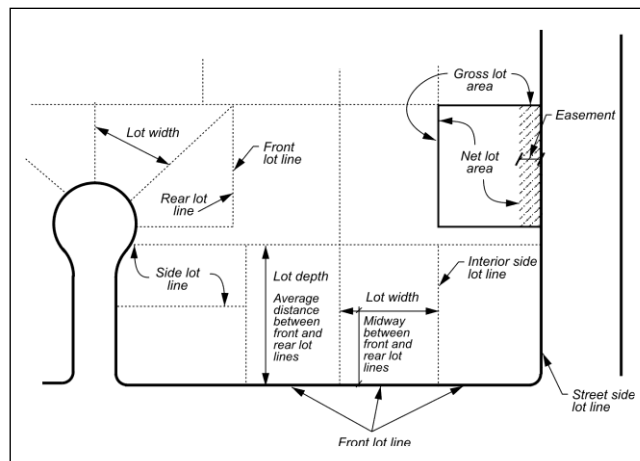 Gross lot
area
Easement
Lot width
Front
lot line
Net lot
area
Rear lot
line
Side lot
line
Lot depth
Average
distance
between
front and
rear lot
lines
Lot width
Midway
between
front and
rear lot
lines
Interior side
lot line
Street side
lot line
Front lot line